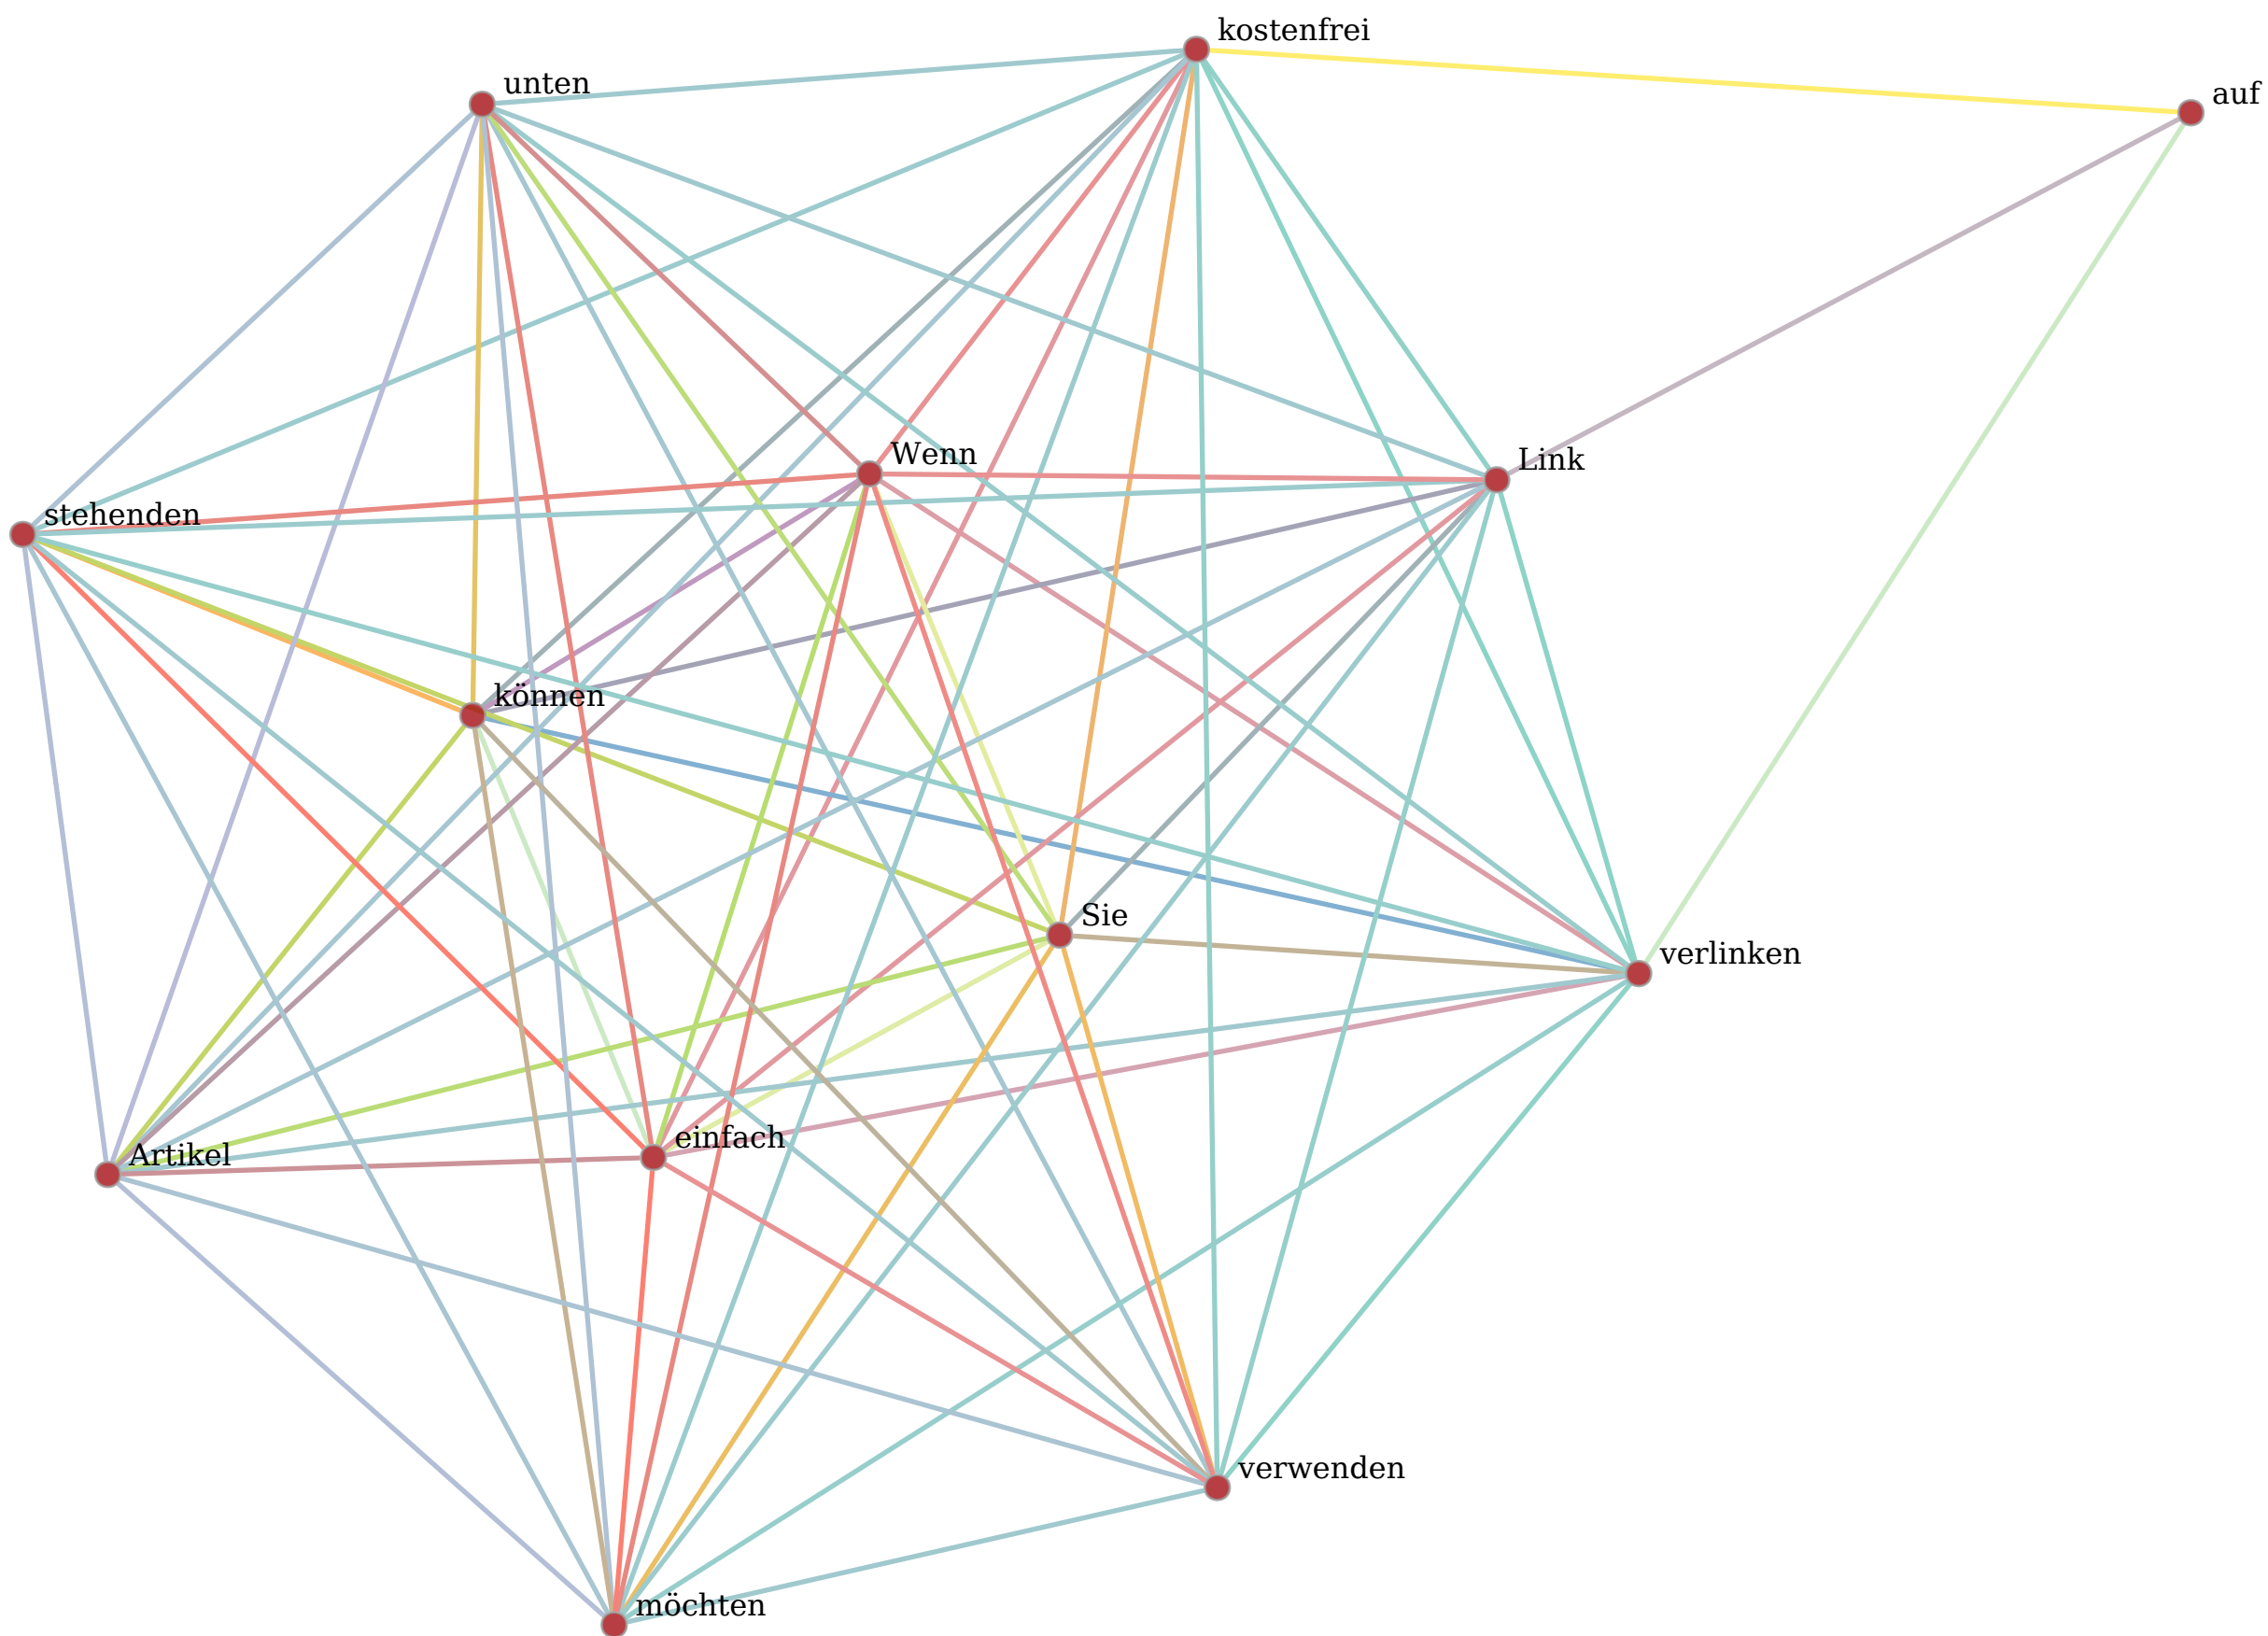 kostenfrei
unten
auf
Wenn
Link
stehenden
können
Sie
verlinken
einfach
Artikel
verwenden
möchten